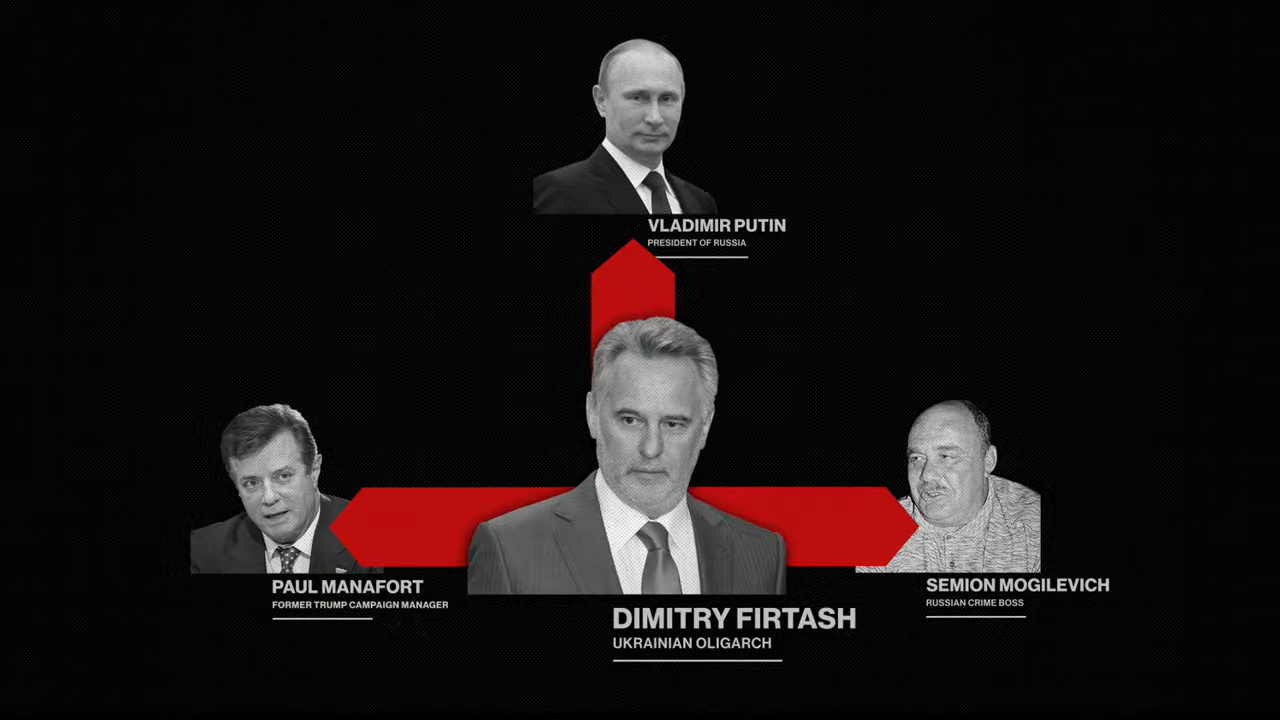 VLADIMIR PUTIN
PRESIDENT OF RUSSIA
PAUL MANAFORT
FORMER TRUMP CAMPAIGN MANAGER
DIMITRY FIRTASH
UKRAINIAN OLIGARCH
SEMION MOGILEVICH
RUSSIAN CRIME BOSS